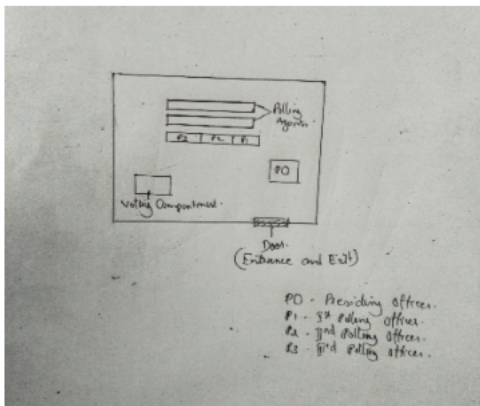 Polling
Agents
P3 P2 P1
PO
Voting Compartment.
Door.
(Entrance and Exit)
PO - Presiding Officer.
P1 - Ist Polling Officer.
P2 - IInd Polling Officer.
P3 - IIIrd Polling Officer.